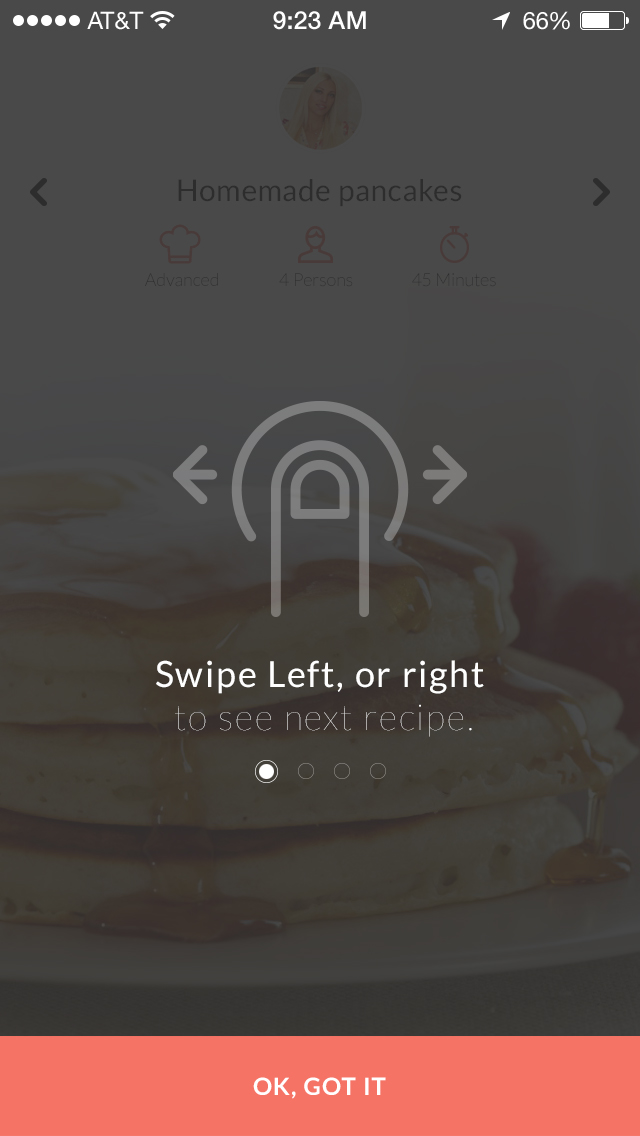 AT&T 9:23 AM 66%
Homemade pancakes
Advanced 4 Persons 45 Minutes
Swipe Left, or right
to see next recipe.
OK, GOT IT